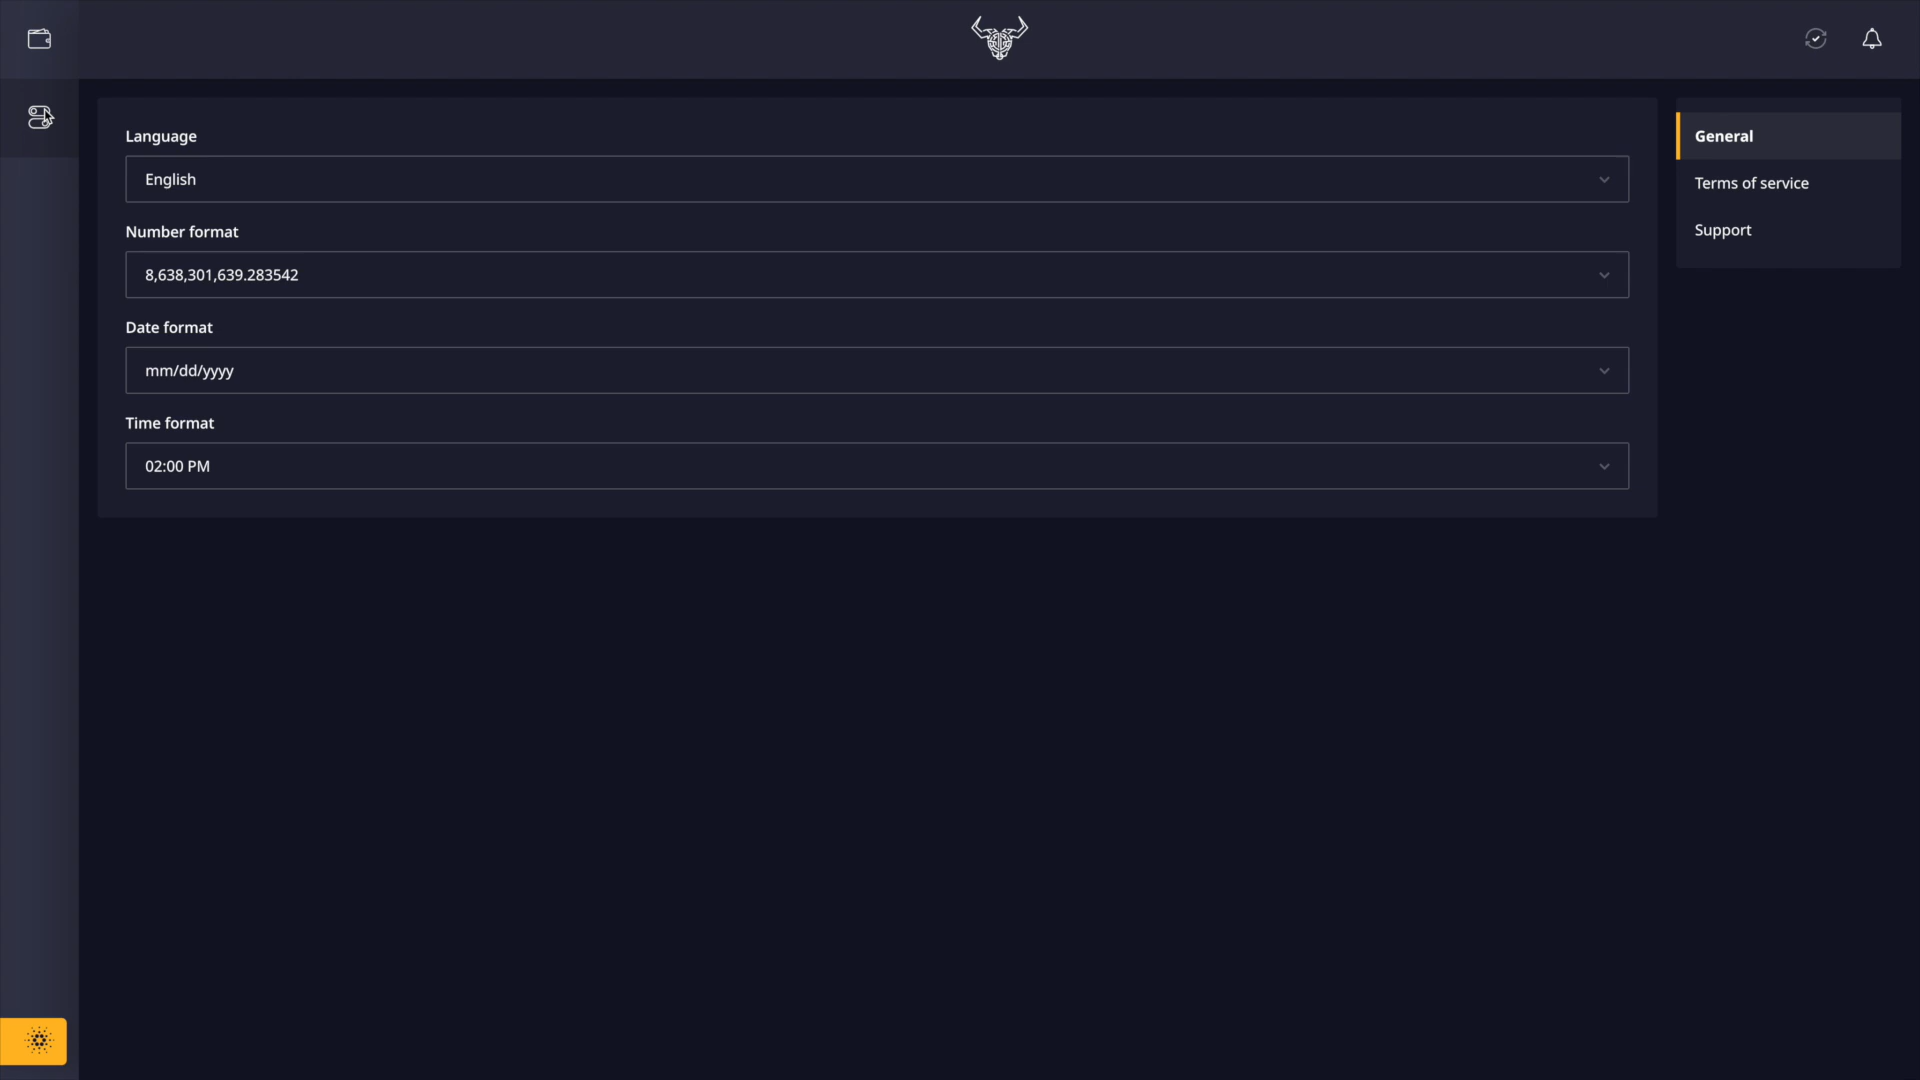 Language
English
Number format
8,638,301,639.283542
Date format
mm/dd/yyyy
Time format
02:00 PM
General
Terms of service
Support